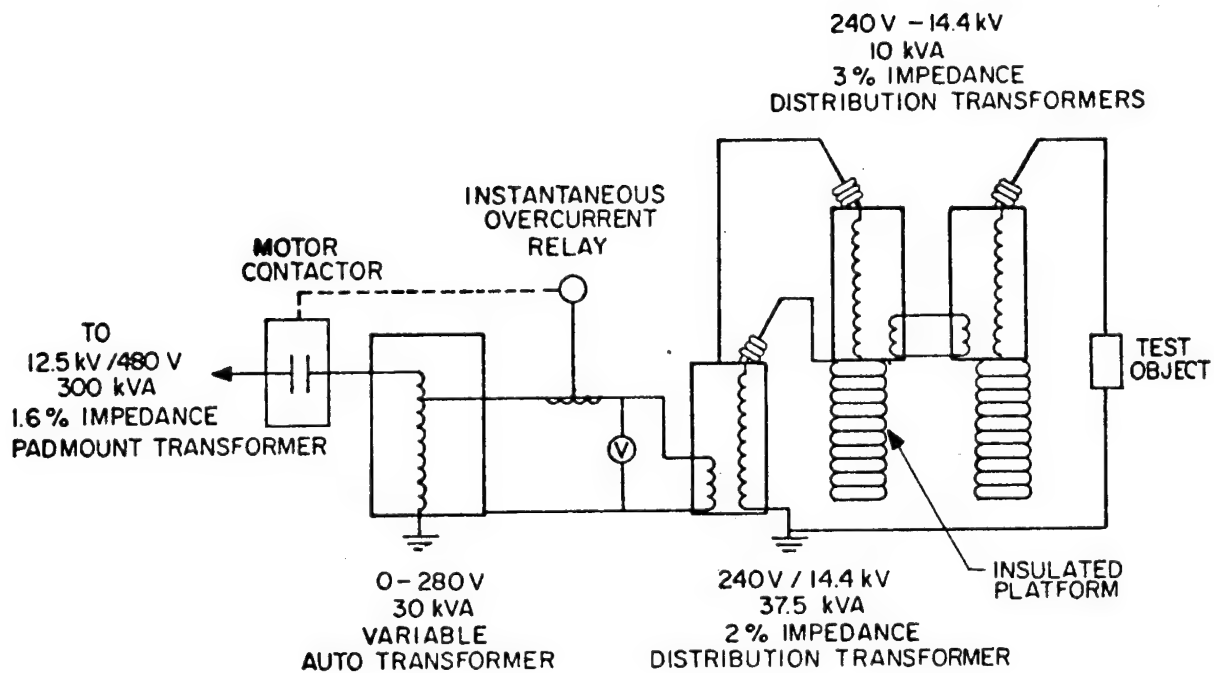 240 V – 14.4 kV
10 kVA
3% IMPEDANCE
DISTRIBUTION TRANSFORMERS
INSTANTANEOUS
OVERCURRENT
RELAY
MOTOR
CONTACTOR
TO
12.5 kV/480 V
300 kVA
1.6% IMPEDANCE
PADMOUNT TRANSFORMER
V
TEST
OBJECT
INSULATED
PLATFORM
0–280 V
30 kVA
VARIABLE
AUTO TRANSFORMER
240 V / 14.4 kV
37.5 kVA
2% IMPEDANCE
DISTRIBUTION TRANSFORMER